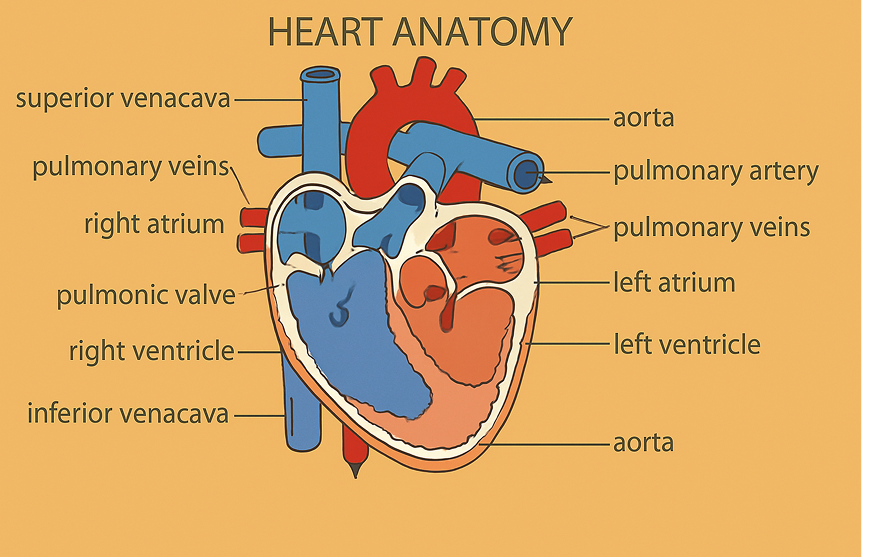 HEART ANATOMY
superior venacava
pulmonary veins
right atrium
pulmonic valve
right ventricle
inferior venacava
aorta
pulmonary artery
pulmonary veins
left atrium
left ventricle
aorta